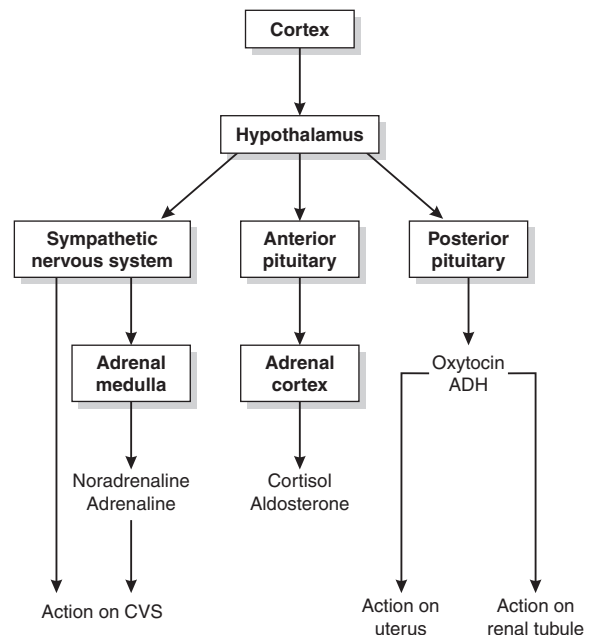 Cortex
Hypothalamus
Sympathetic
nervous system
Anterior
pituitary
Posterior
pituitary
Adrenal
medulla
Adrenal
cortex
Oxytocin
ADH
Noradrenaline
Adrenaline
Cortisol
Aldosterone
Action on CVS
Action on
uterus
Action on
renal tubule